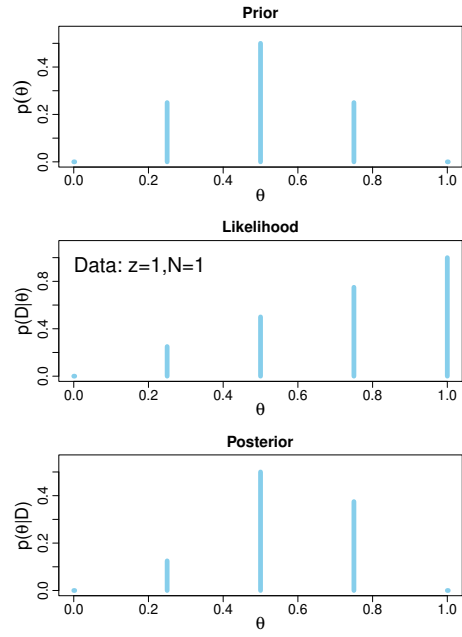 Prior
p(θ)
0.0 0.2 0.4
0.0 0.2 0.4 0.6 0.8 1.0
θ
Likelihood
Data: z=1,N=1
p(D|θ)
0.0 0.4 0.8
0.0 0.2 0.4 0.6 0.8 1.0
θ
Posterior
p(θ|D)
0.0 0.4
0.0 0.2 0.4 0.6 0.8 1.0
θ